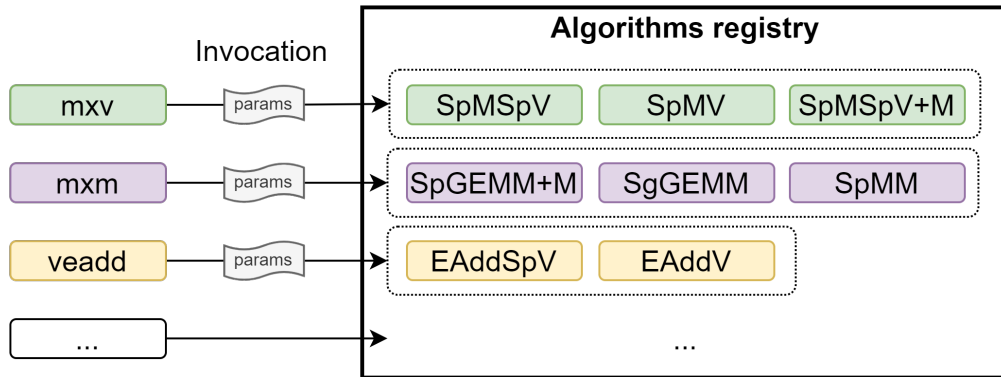 Algorithms registry
Invocation
mxv params SpMSpV SpMV SpMSpV+M
mxm params SpGEMM+M SgGEMM SpMM
veadd params EAddSpV EAddV
... ...